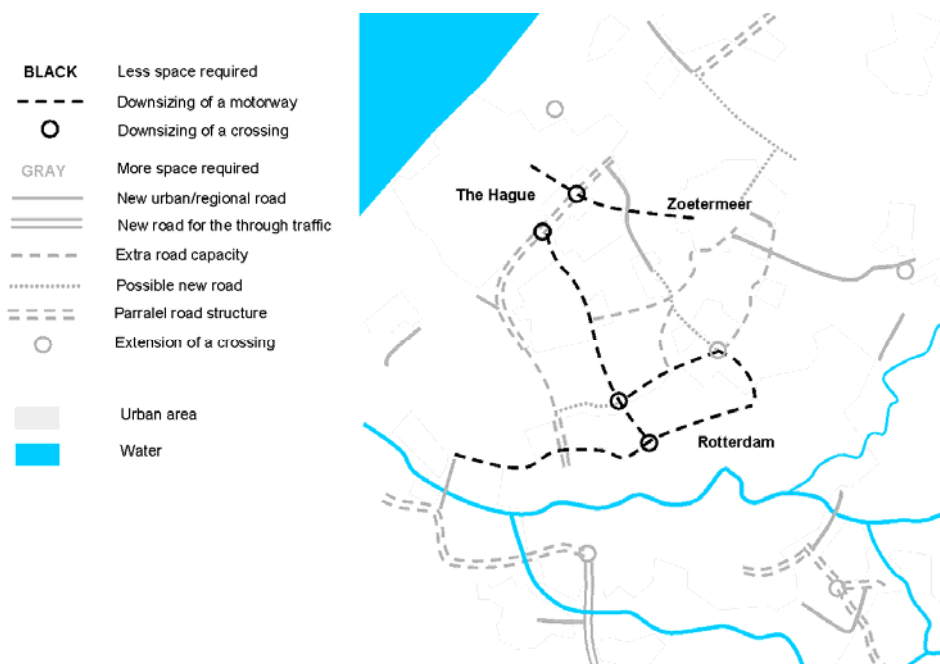 BLACK Less space required
Downsizing of a motorway
Downsizing of a crossing
GRAY More space required
New urban/regional road
New road for the through traffic
Extra road capacity
Possible new road
Parralel road structure
Extension of a crossing
Urban area
Water
The Hague
Zoetermeer
Rotterdam